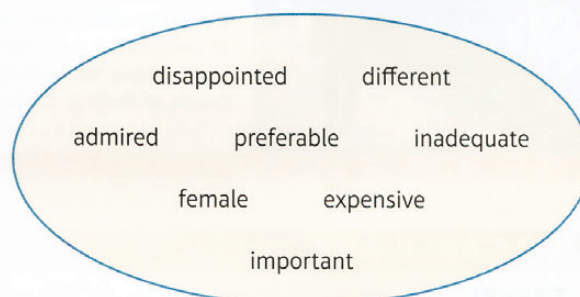 disappointed different
admired preferable inadequate
female expensive
important